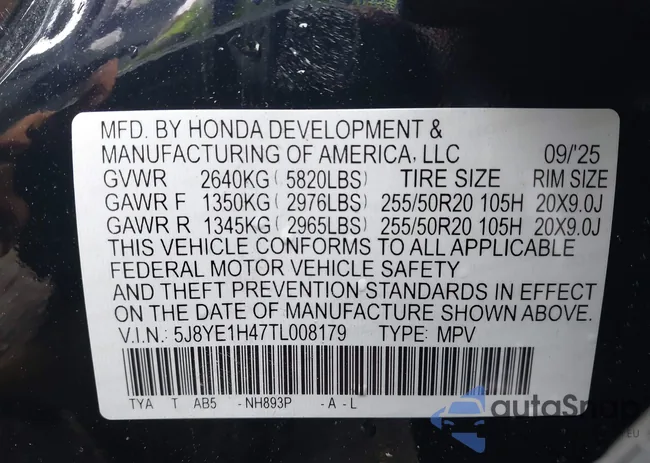 MFD. BY HONDA DEVELOPMENT &
MANUFACTURING OF AMERICA, LLC 09/'25
GVWR 2640KG (5820LBS) TIRE SIZE RIM SIZE
GAWR F 1350KG (2976LBS) 255/50R20 105H 20X9.0J
GAWR R 1345KG (2965LBS) 255/50R20 105H 20X9.0J
THIS VEHICLE CONFORMS TO ALL APPLICABLE
FEDERAL MOTOR VEHICLE SAFETY
AND THEFT PREVENTION STANDARDS IN EFFECT
ON THE DATE OF MANUFACTURE SHOWN ABOVE.
V.I.N.: 5J8YE1H47TL008179 TYPE: MPV
TYA T AB5 -NH893P -A-L
autoSnap